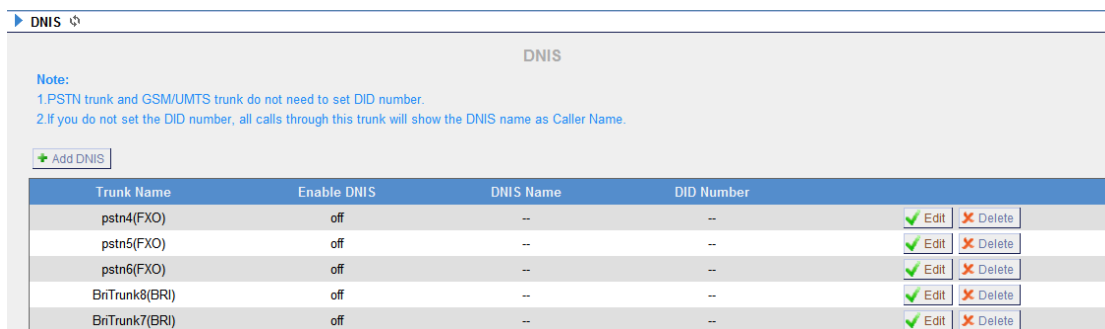 DNIS
DNIS
Note:
1.PSTN trunk and GSM/UMTS trunk do not need to set DID number.
2.If you do not set the DID number, all calls through this trunk will show the DNIS name as Caller Name.
Add DNIS
Trunk Name Enable DNIS DNIS Name DID Number
pstn4(FXO) off -- -- Edit Delete
pstn5(FXO) off -- -- Edit Delete
pstn6(FXO) off -- -- Edit Delete
BriTrunk8(BRI) off -- -- Edit Delete
BriTrunk7(BRI) off -- -- Edit Delete